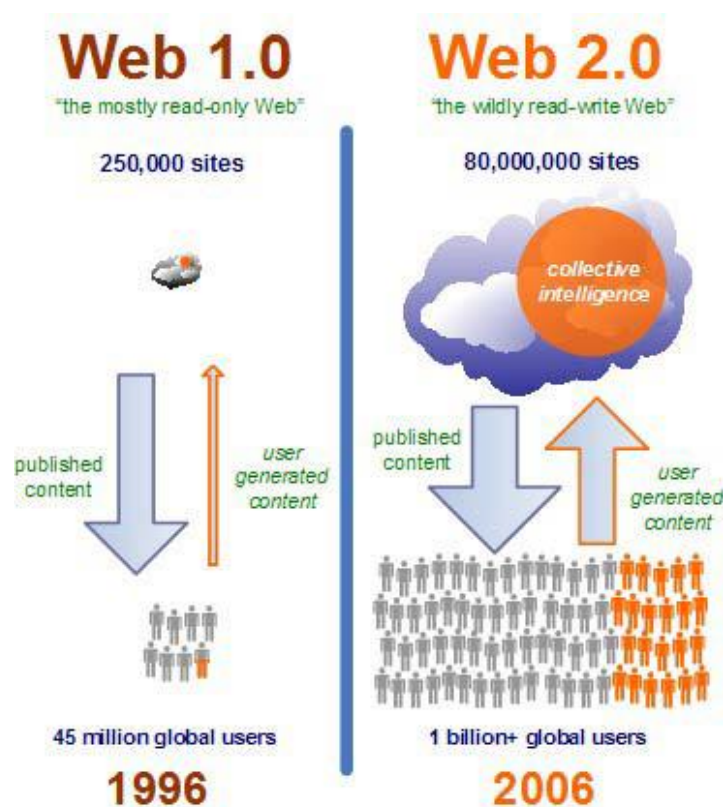 Web 1.0
"the mostly read-only Web"
250,000 sites
published
content
user
generated
content
45 million global users
1996
Web 2.0
"the wildly read-write Web"
80,000,000 sites
collective
intelligence
published
content
user
generated
content
1 billion+ global users
2006